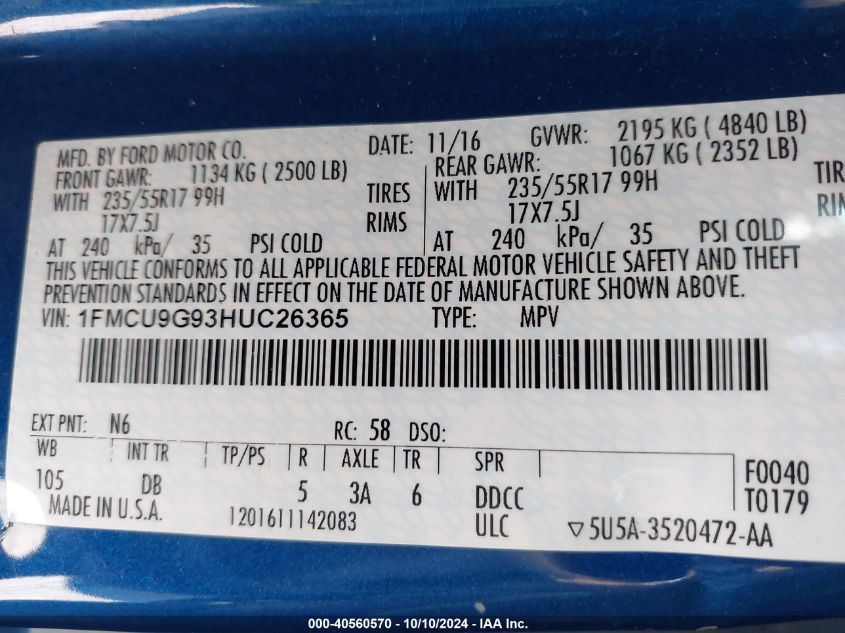 MFD. BY FORD MOTOR CO. DATE: 11/16 GVWR: 2195 KG ( 4840 LB)
FRONT GAWR: 1134 KG ( 2500 LB) REAR GAWR: 1067 KG ( 2352 LB)
WITH 235/55R17 99H TIRES WITH 235/55R17 99H TIR
17X7.5J RIMS 17X7.5J RIM
AT 240 kPa/ 35 PSI COLD AT 240 kPa/ 35 PSI COLD
THIS VEHICLE CONFORMS TO ALL APPLICABLE FEDERAL MOTOR VEHICLE SAFETY AND THEFT
PREVENTION STANDARDS IN EFFECT ON THE DATE OF MANUFACTURE SHOWN ABOVE.
VIN: 1FMCU9G93HUC26365 TYPE: MPV
EXT PNT: N6 RC: 58 DSO:
WB INT TR TP/PS R AXLE TR SPR F0040
105 DB 5 3A 6 DDCC T0179
MADE IN U.S.A. 1201611142083 ULC ▽5U5A-3520472-AA
000-40560570 - 10/10/2024 - IAA Inc.